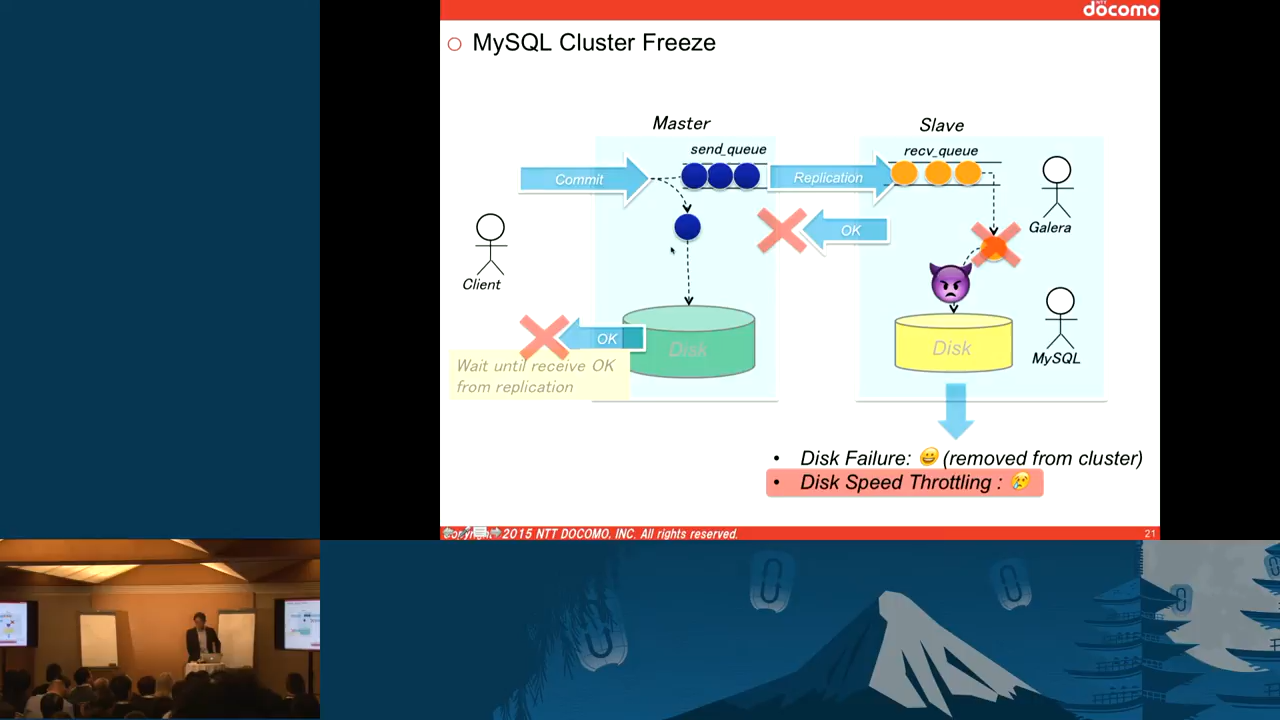 NTT
docomo
MySQL Cluster Freeze
Master
Slave
send_queue
recv_queue
Commit
Replication
OK
Galera
Client
OK
Disk
Disk
MySQL
Wait until receive OK
from replication
• Disk Failure: 😀 (removed from cluster)
• Disk Speed Throttling : 😢
2015 NTT DOCOMO, INC. All rights reserved.
21